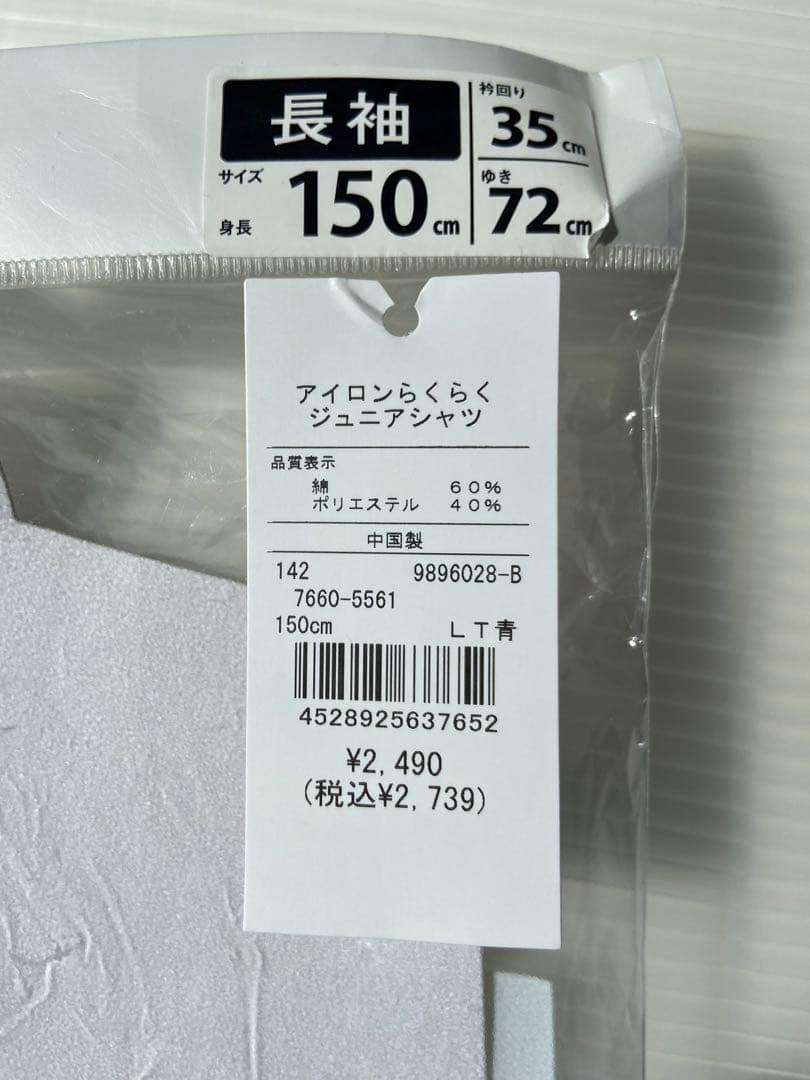 長袖
サイズ
身長 150cm
衿回り
35cm
ゆき
72cm
アイロンらくらく
ジュニアシャツ
品質表示
綿 60%
ポリエステル 40%
中国製
142 9896028-B
7660-5561
150cm LT青
4528925637652
¥2,490
(税込¥2,739)